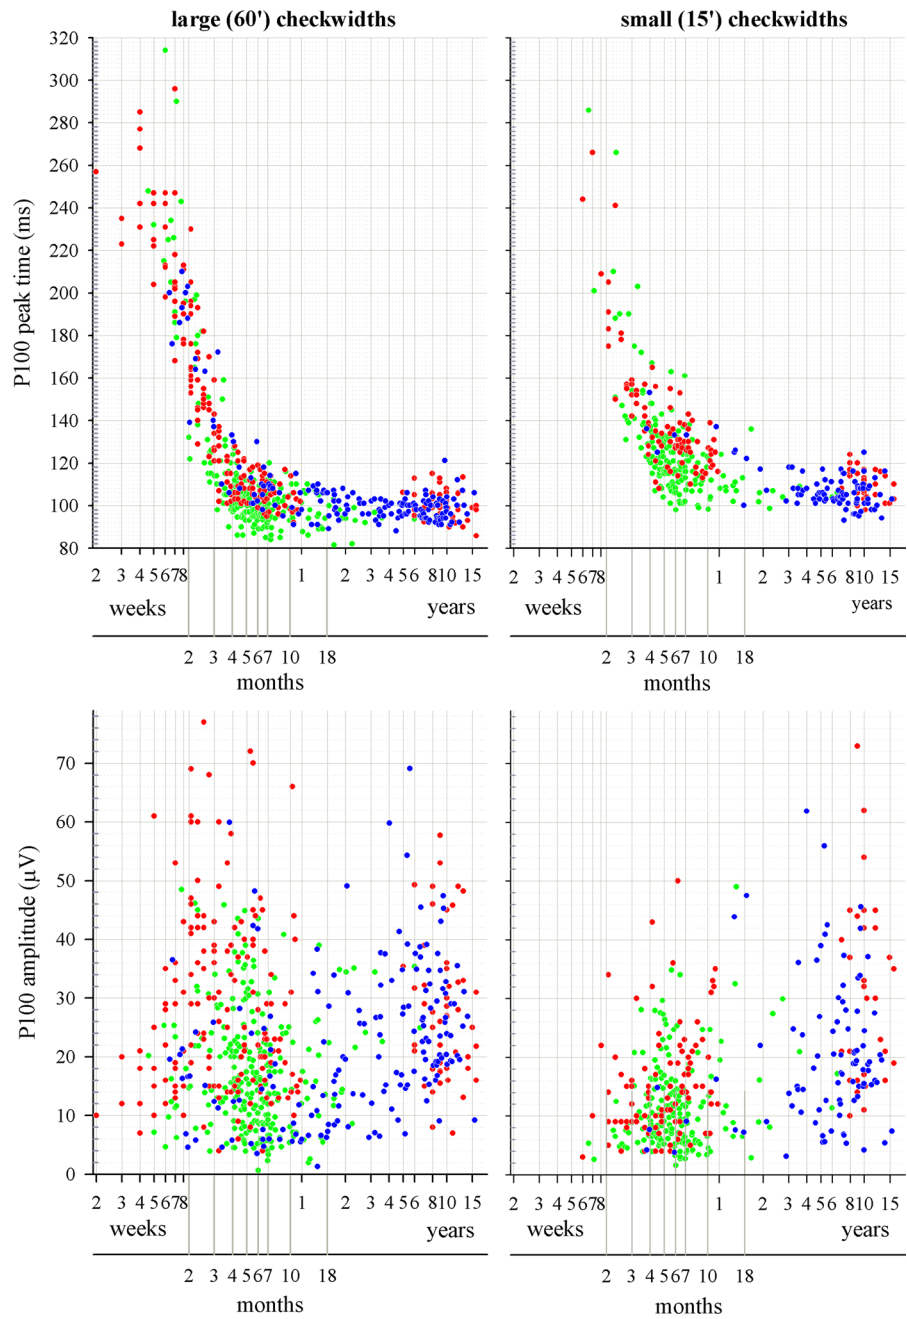 large (60') checkwidths
small (15') checkwidths
P100 peak time (ms)
320
300
280
260
240
220
200
180
160
140
120
100
80
2 3 4 5 6 7 8 1 2 3 4 5 6 8 10 15
2 3 4 5 6 7 8 1 2 3 4 5 6 8 10 15
weeks years
weeks years
2 3 4 5 6 7 10 18
2 3 4 5 6 7 10 18
months
months
P100 amplitude (µV)
70
60
50
40
30
20
10
0
2 3 4 5 6 7 8 1 2 3 4 5 6 8 10 15
2 3 4 5 6 7 8 1 2 3 4 5 6 8 10 15
weeks years
weeks years
2 3 4 5 6 7 10 18
2 3 4 5 6 7 10 18
months
months